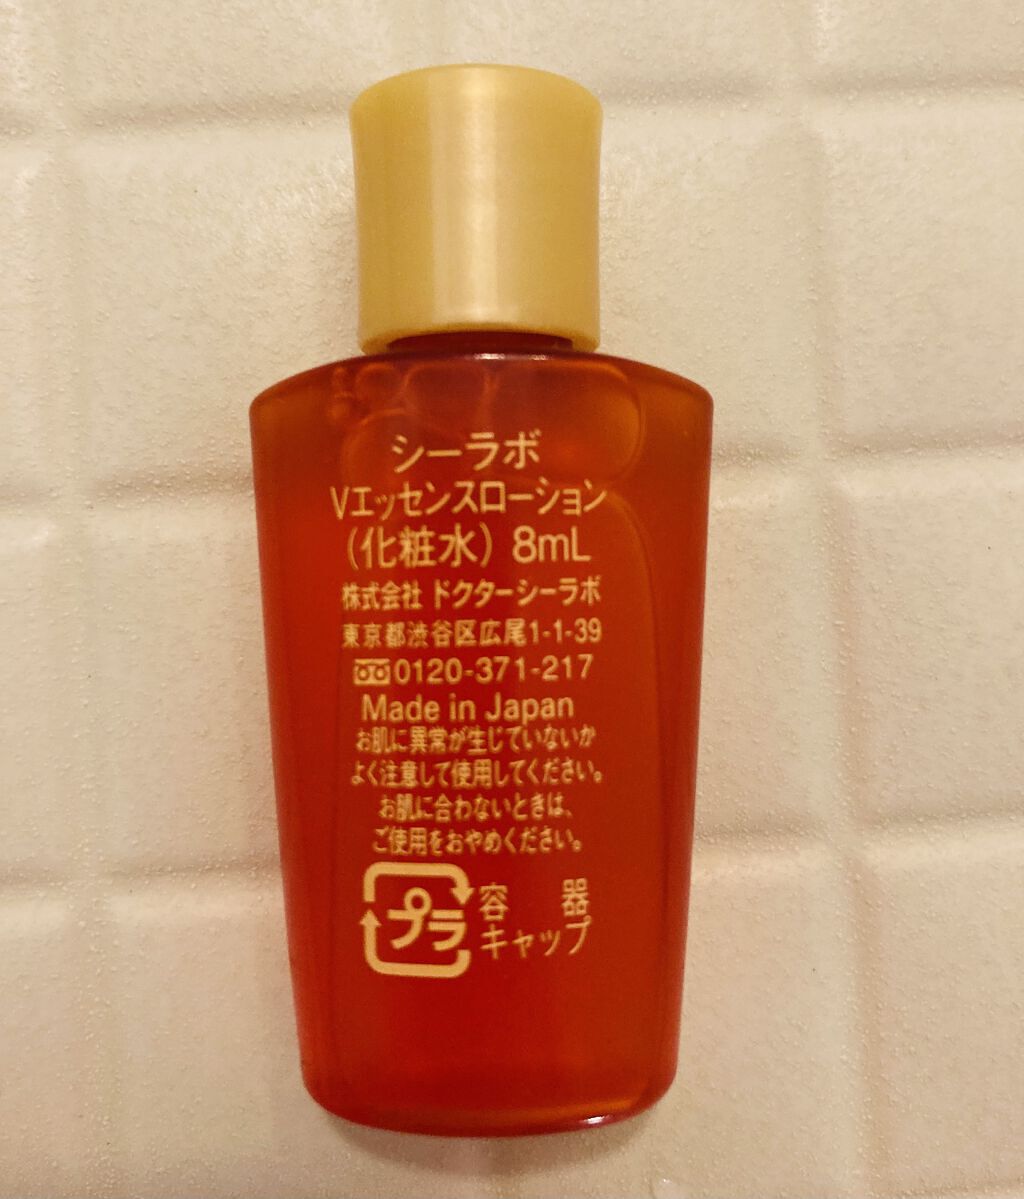 シーラボ
Vエッセンスローション
(化粧水) 8mL
株式会社 ドクターシーラボ
東京都渋谷区広尾1-1-39
0120-371-217
Made in Japan
お肌に異常が生じていないか
よく注意して使用してください。
お肌に合わないときは、
ご使用をおやめください。
プラ 容 器
キャップ